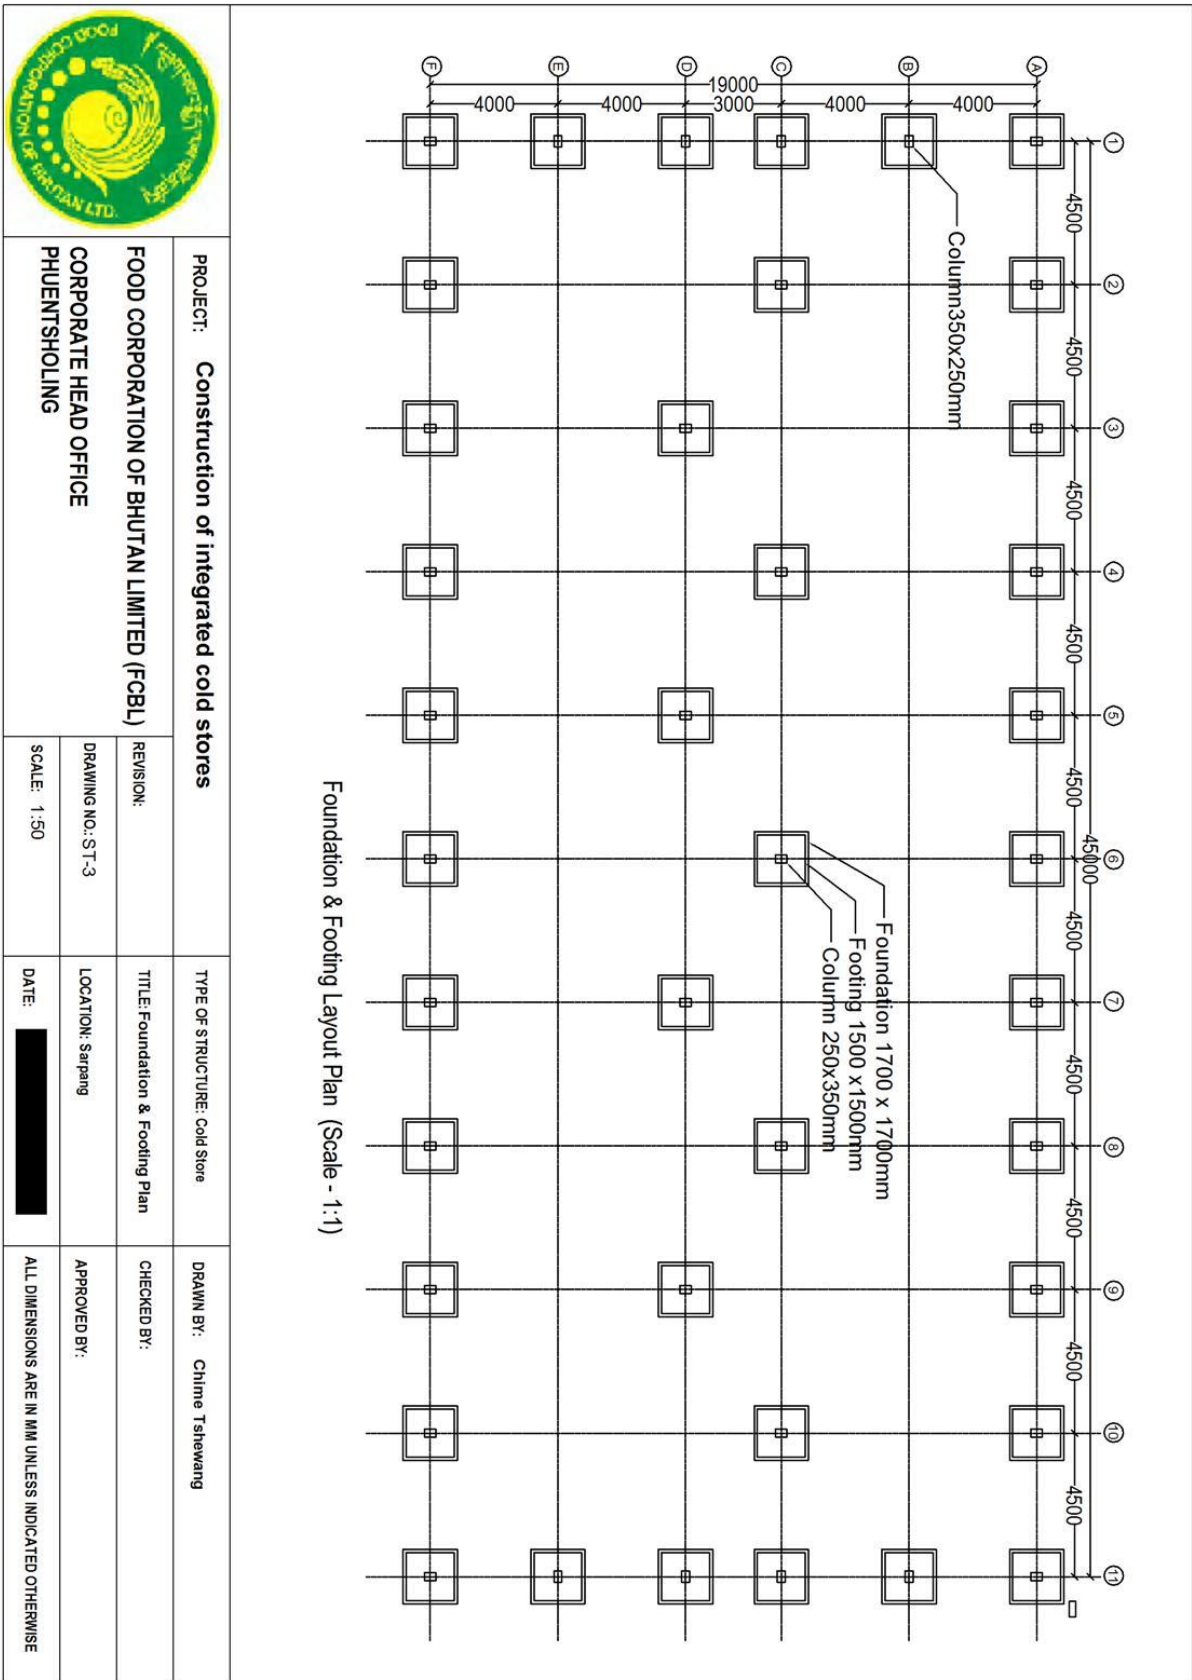 A
B
C
D
E
F
19000
4000
4000
3000
4000
4000
1
2
3
4
5
6
7
8
9
10
11
4500
4500
4500
4500
4500
4500
4500
4500
4500
4500
45000
Column350x250mm
Foundation 1700 x 1700mm
Footing 1500 x1500mm
Column 250x350mm
Foundation & Footing Layout Plan (Scale - 1:1)
FOOD CORPORATION OF BHUTAN LTD.
PROJECT: Construction of integrated cold stores
FOOD CORPORATION OF BHUTAN LIMITED (FCBL)
CORPORATE HEAD OFFICE
PHUENTSHOLING
REVISION:
DRAWING NO.:ST-3
SCALE: 1:50
TYPE OF STRUCTURE: Cold Store
TITLE: Foundation & Footing Plan
LOCATION: Sarpang
DATE:
DRAWN BY: Chime Tshewang
CHECKED BY:
APPROVED BY:
ALL DIMENSIONS ARE IN MM UNLESS INDICATED OTHERWISE